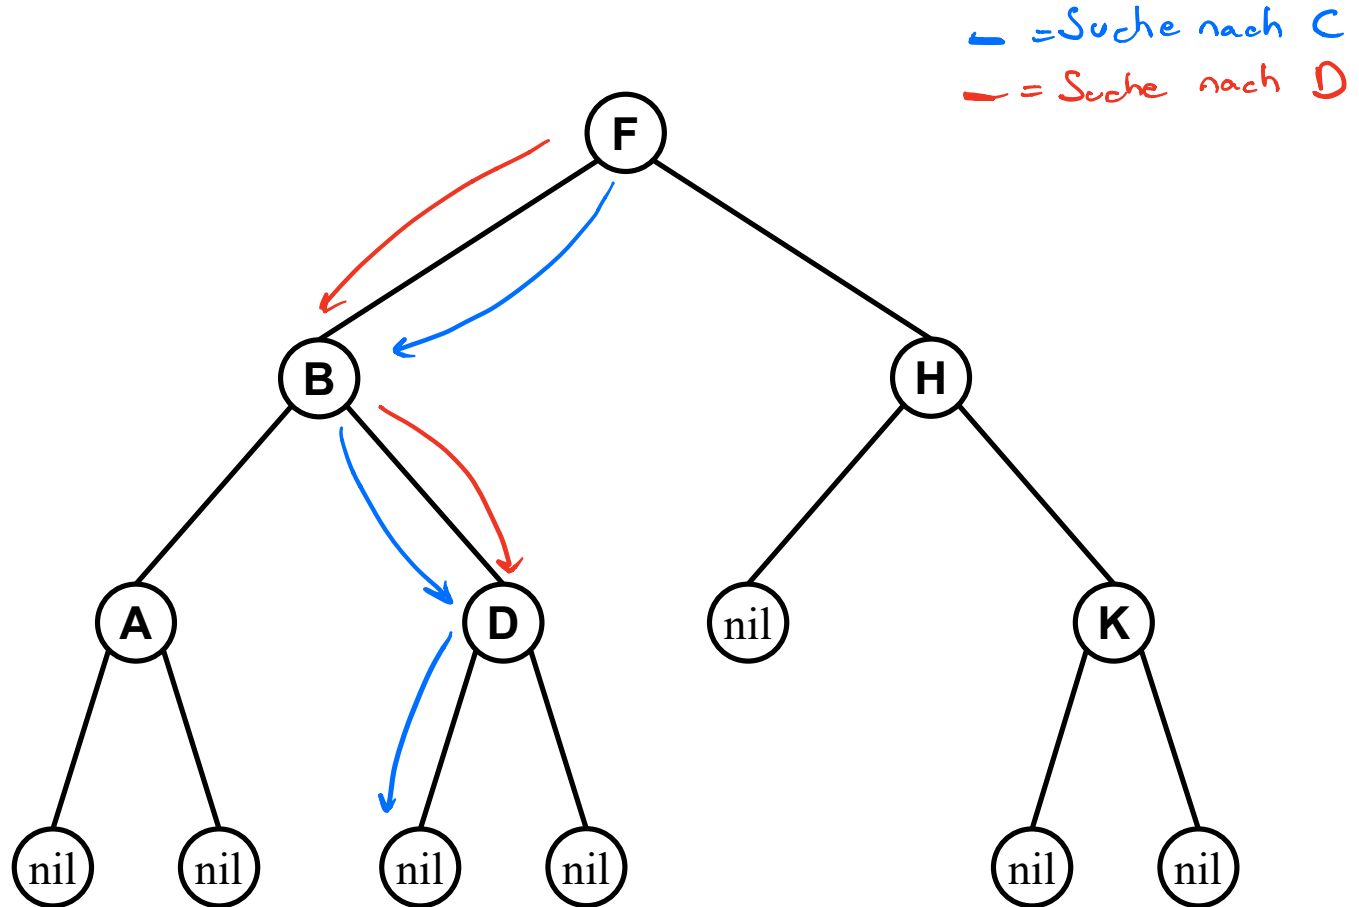 — = Suche nach C
— = Suche nach D
F
B H
A D nil K
nil nil nil nil nil nil